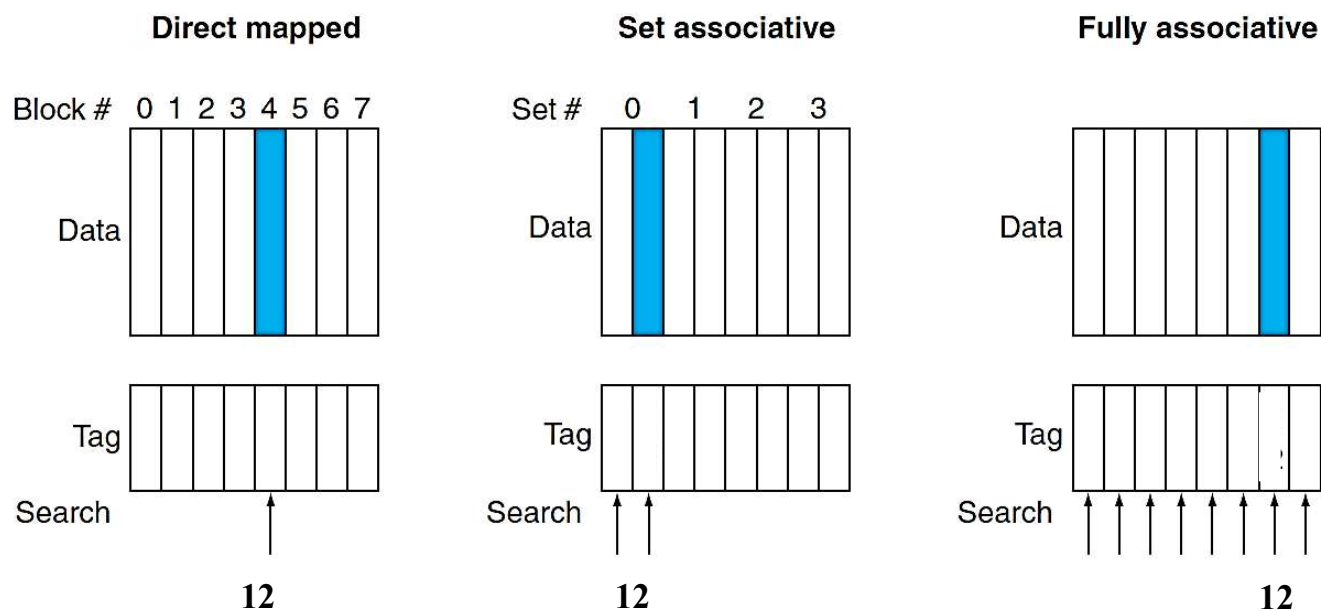 Direct mapped
Block # 0 1 2 3 4 5 6 7
Data
Tag
Search
12
Set associative
Set # 0 1 2 3
Data
Tag
Search
12
Fully associative
Data
Tag
Search
12